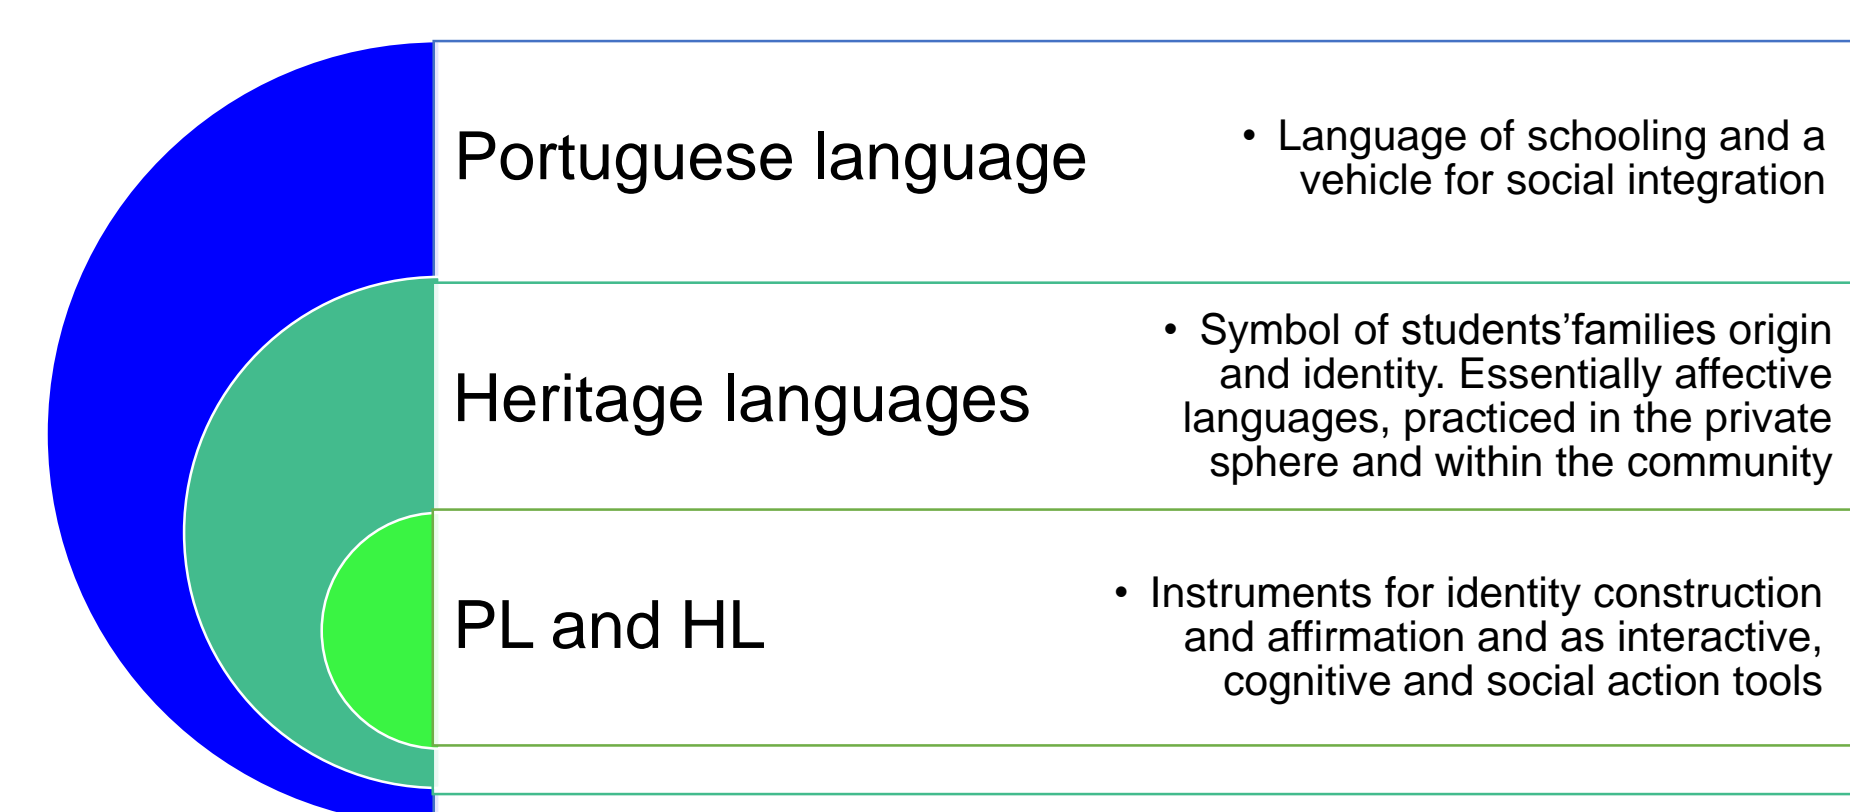 Portuguese language
• Language of schooling and a
vehicle for social integration
Heritage languages
• Symbol of students’families origin
and identity. Essentially affective
languages, practiced in the private
sphere and within the community
PL and HL
• Instruments for identity construction
and affirmation and as interactive,
cognitive and social action tools